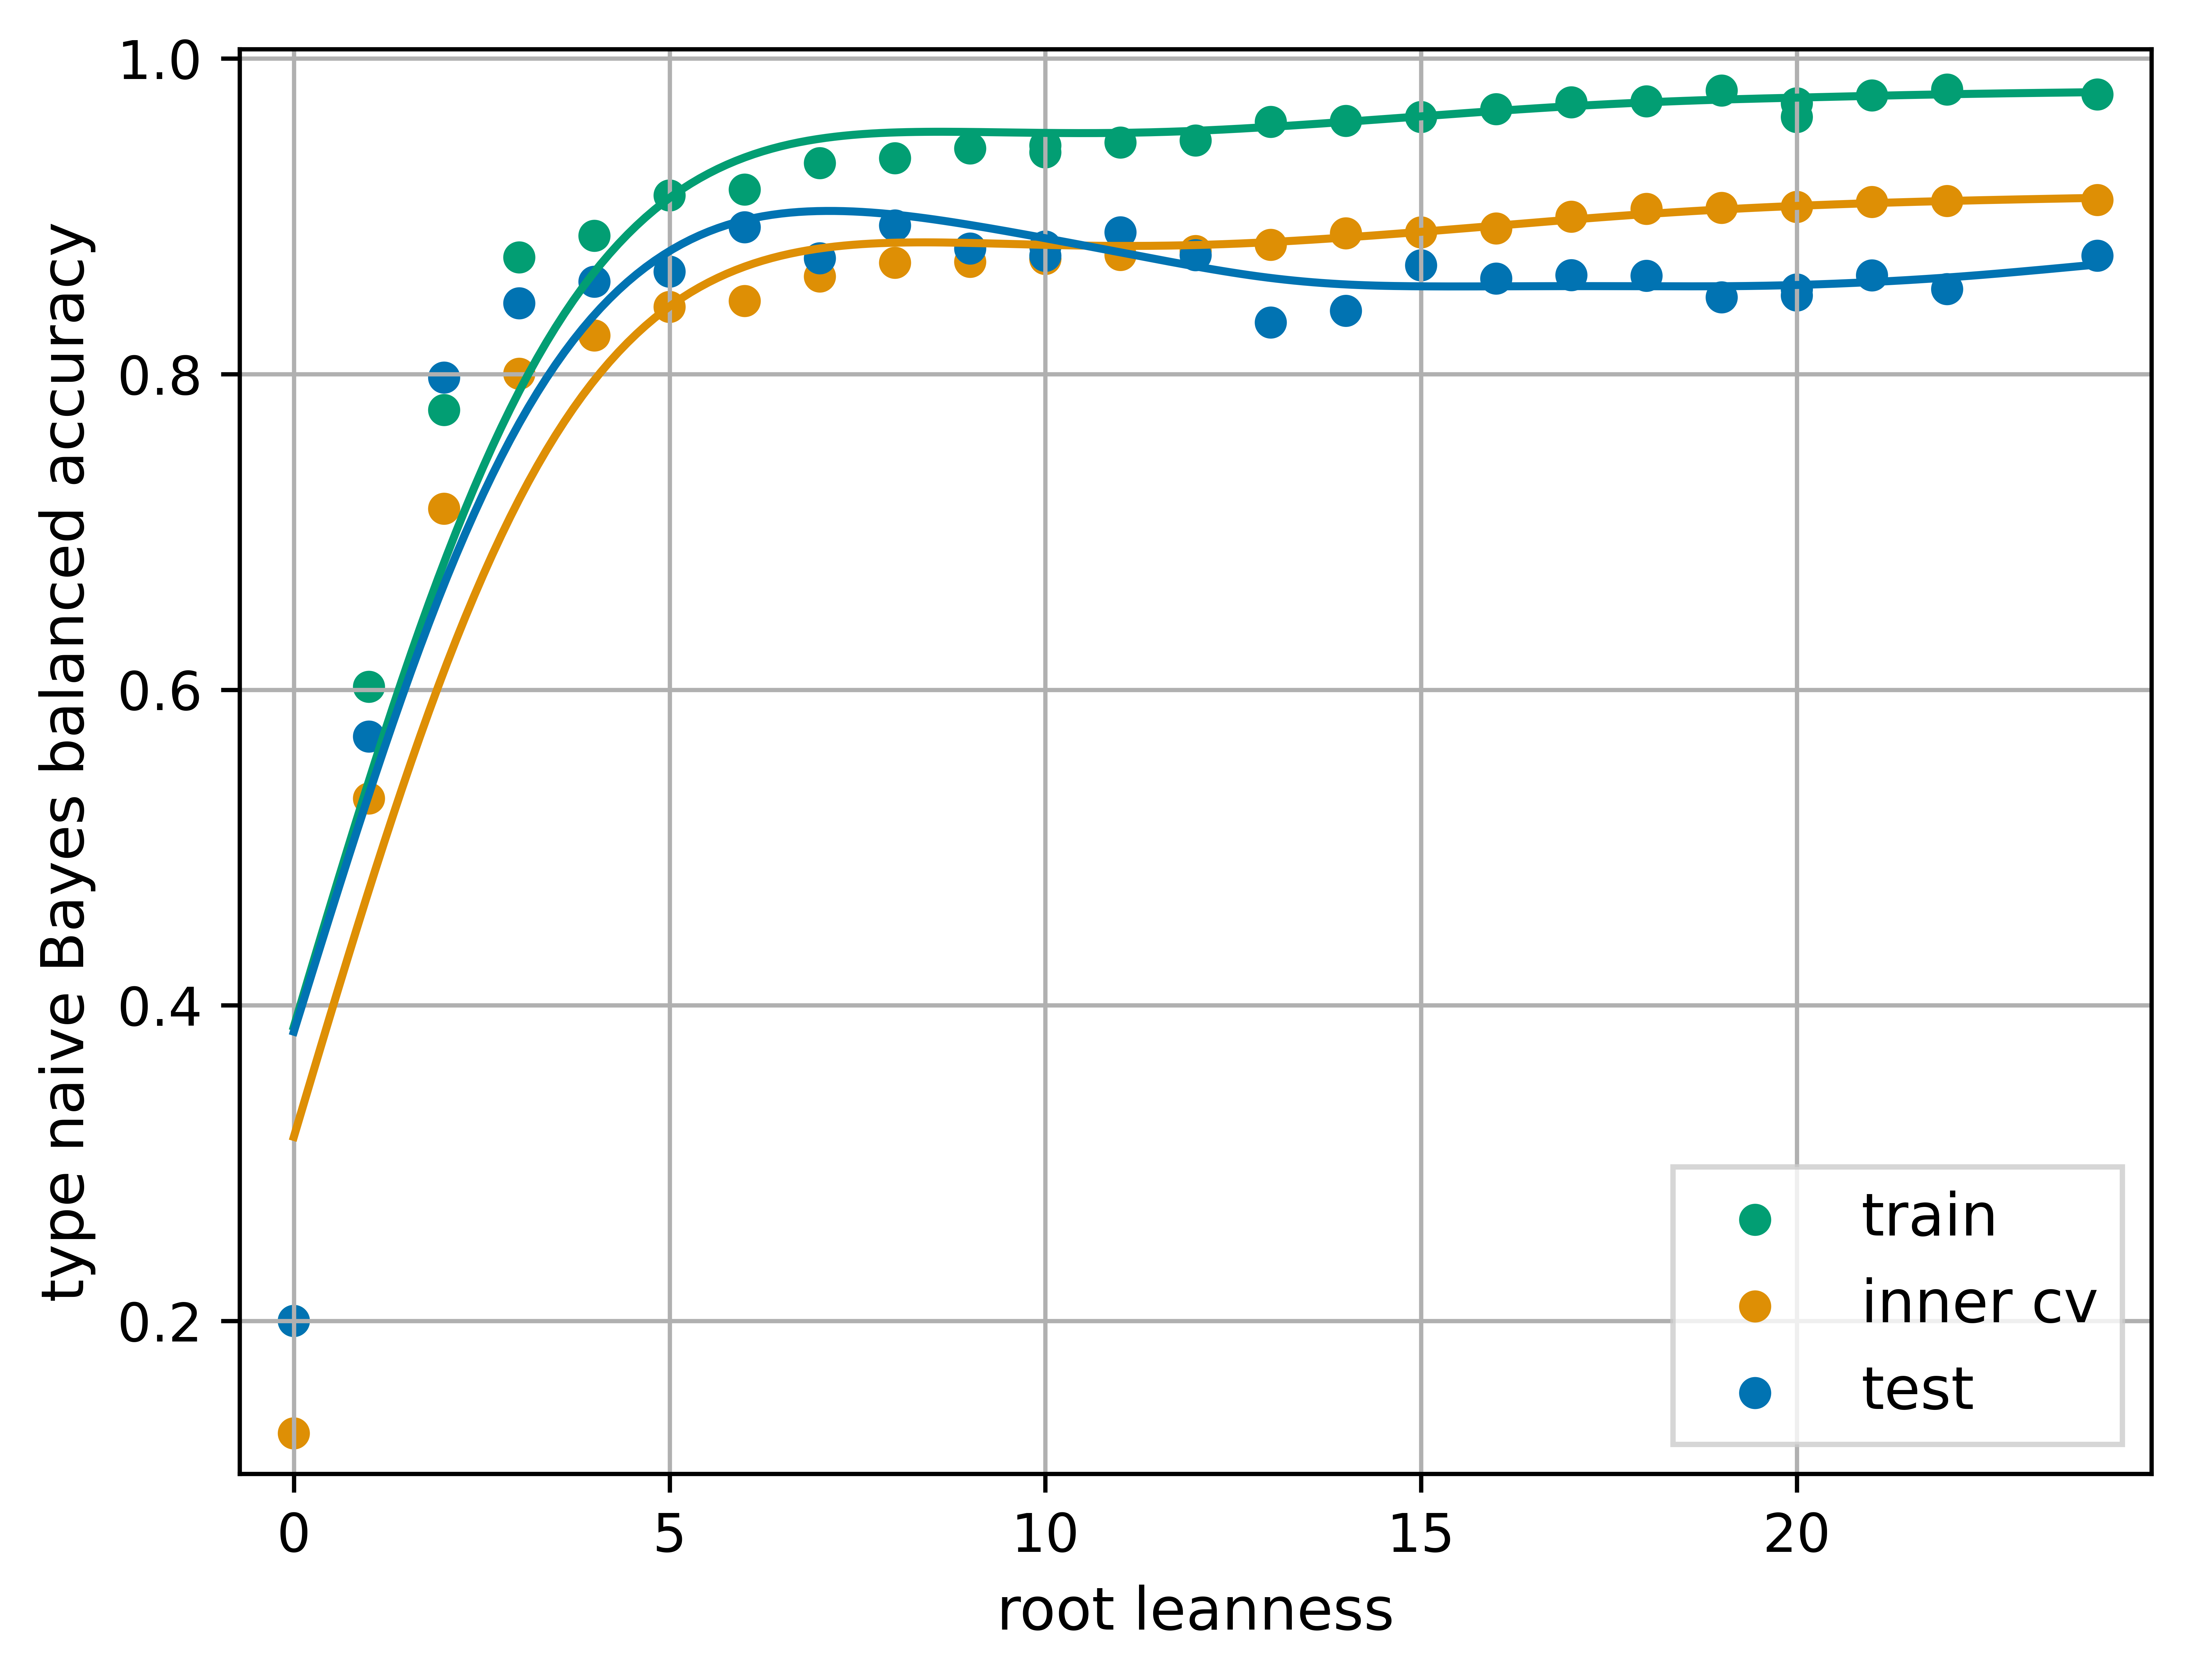 type naive Bayes balanced accuracy
1.0
0.8
0.6
0.4
0.2
train
inner cv
test
0 5 10 15 20
root leanness